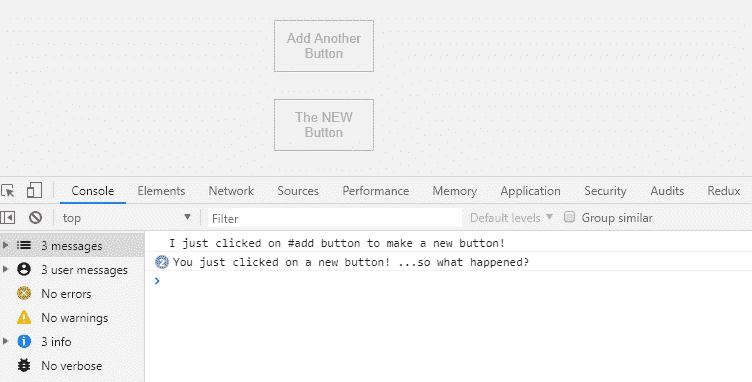 Add Another
Button
The NEW
Button
Console Elements Network Sources Performance Memory Application Security Audits Redux
top Filter Default levels Group similar
3 messages
I just clicked on #add button to make a new button!
3 user messages
2 You just clicked on a new button! ...so what happened?
No errors
No warnings
3 info
No verbose